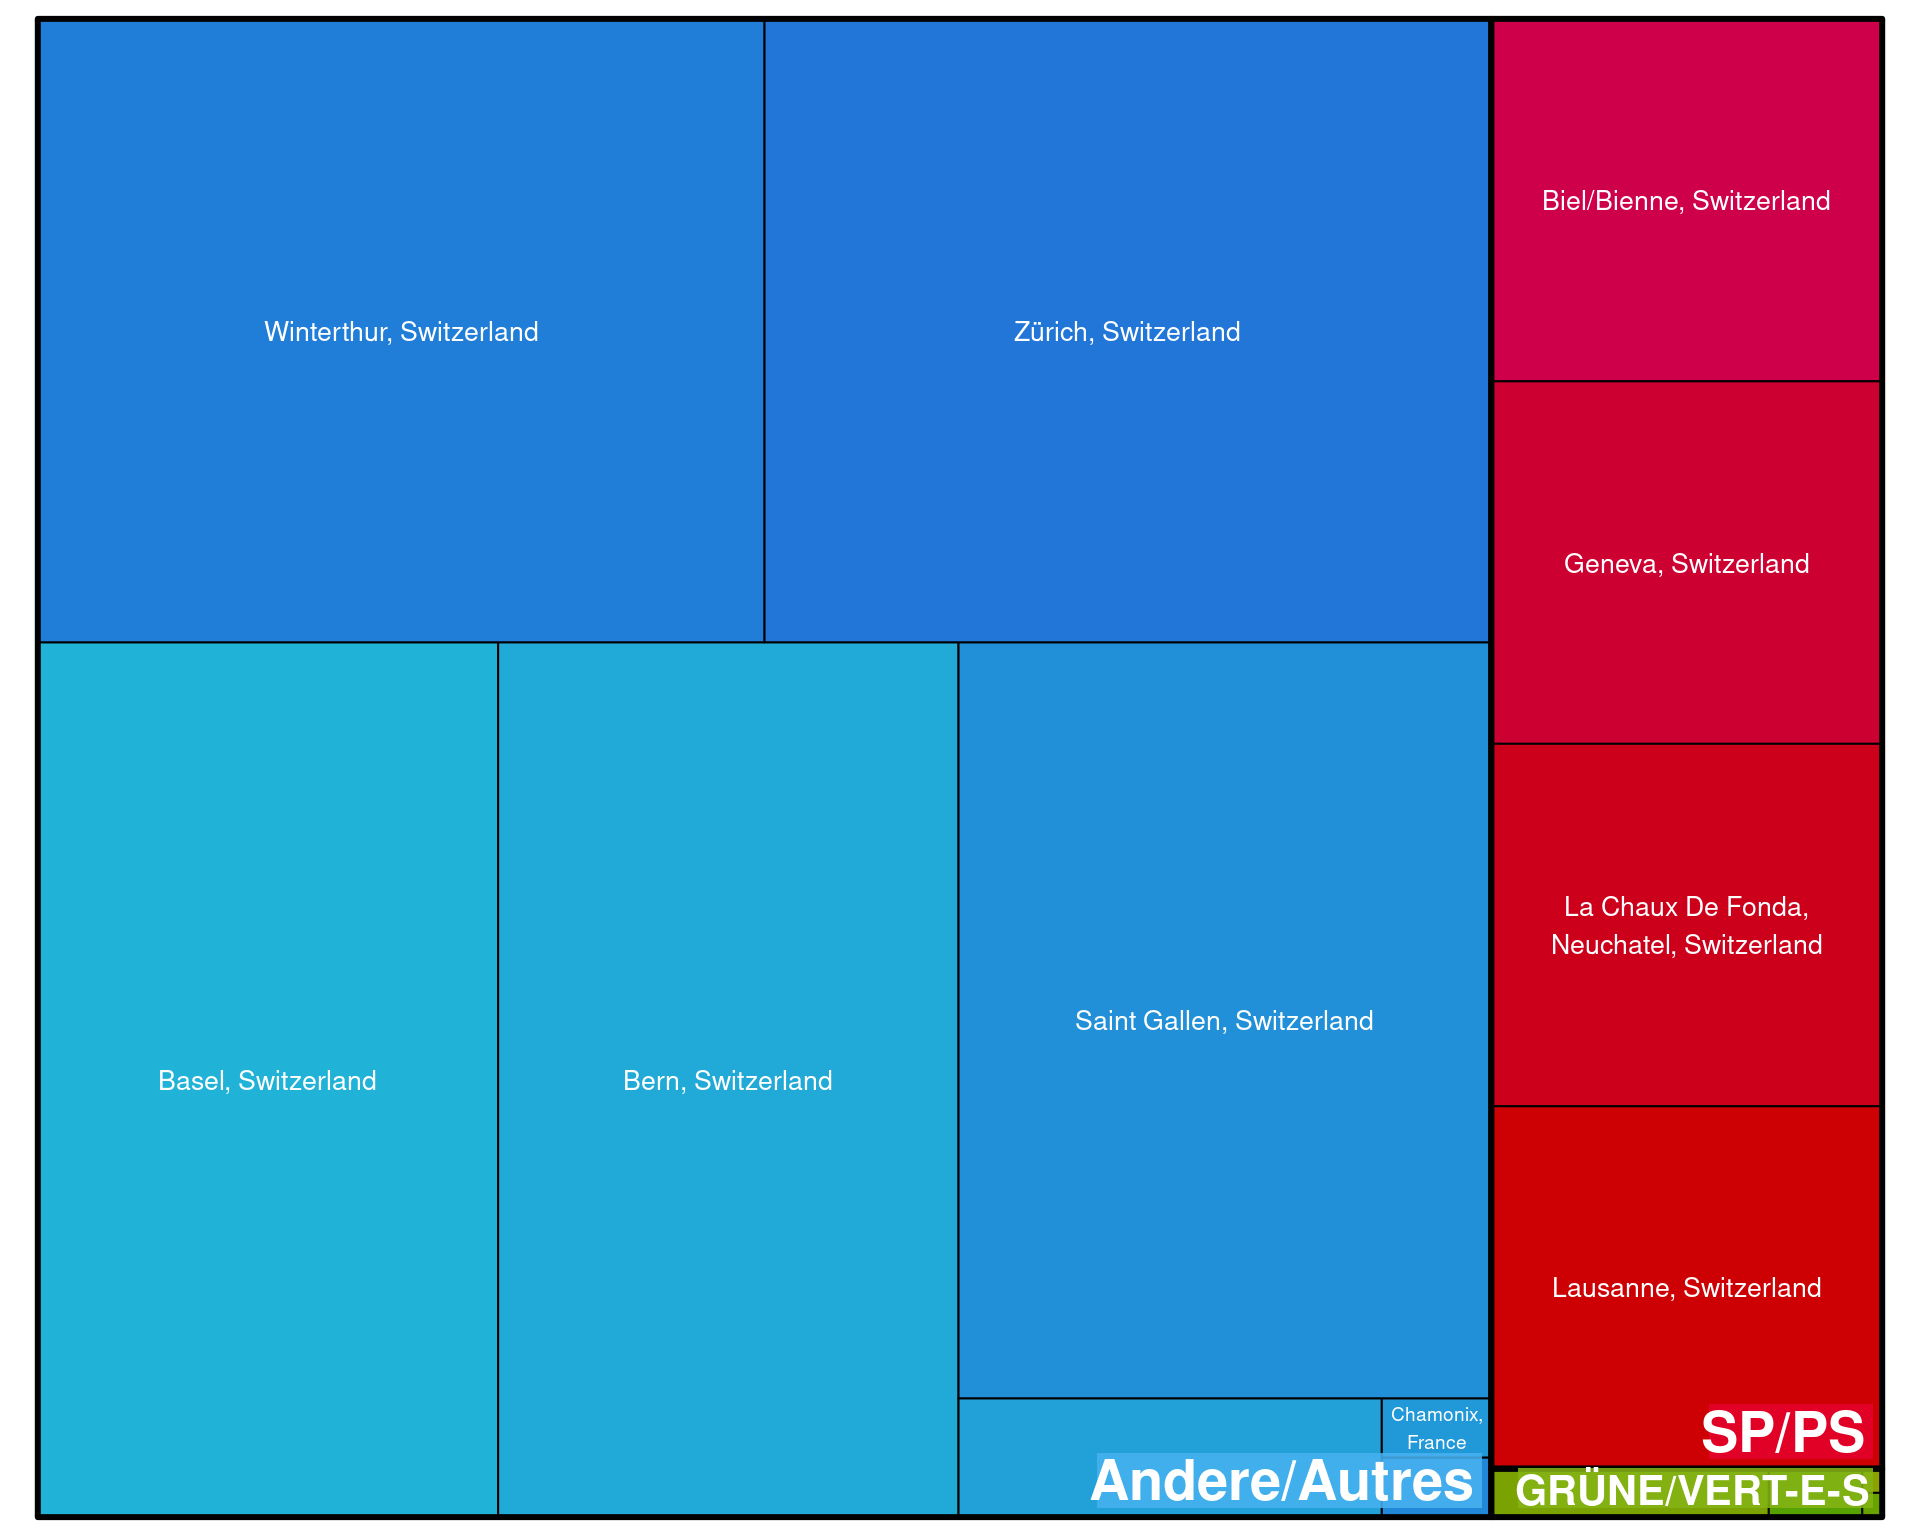 Winterthur, Switzerland
Zürich, Switzerland
Biel/Bienne, Switzerland
Geneva, Switzerland
La Chaux De Fonda,
Neuchatel, Switzerland
Basel, Switzerland
Bern, Switzerland
Saint Gallen, Switzerland
Lausanne, Switzerland
Chamonix,
France
Andere/Autres
SP/PS
GRÜNE/VERT-E-S